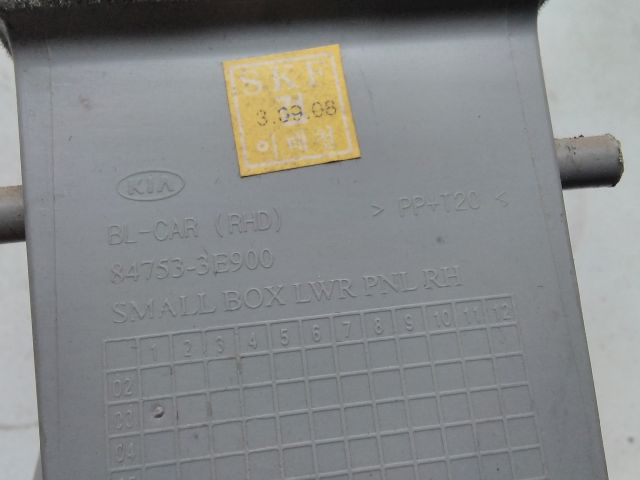 S.K.F
3.09.08
KIA
BL-CAR (RHD)
> PP+T20 <
84753-3E900
SMALL BOX LWR PNL RH
1 2 3 4 5 6 7 8 9 10 11 12
02
03
04